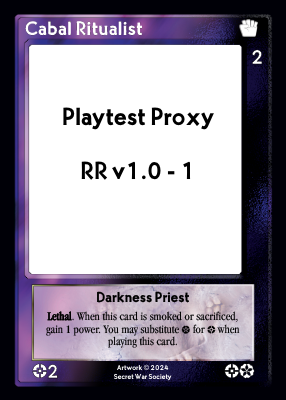 Cabal Ritualist
2
Playtest Proxy
RR v1.0 - 1
Darkness Priest
Lethal. When this card is smoked or sacrificed,
gain 1 power. You may substitute for when
playing this card.
2
Artwork © 2024
Secret War Society